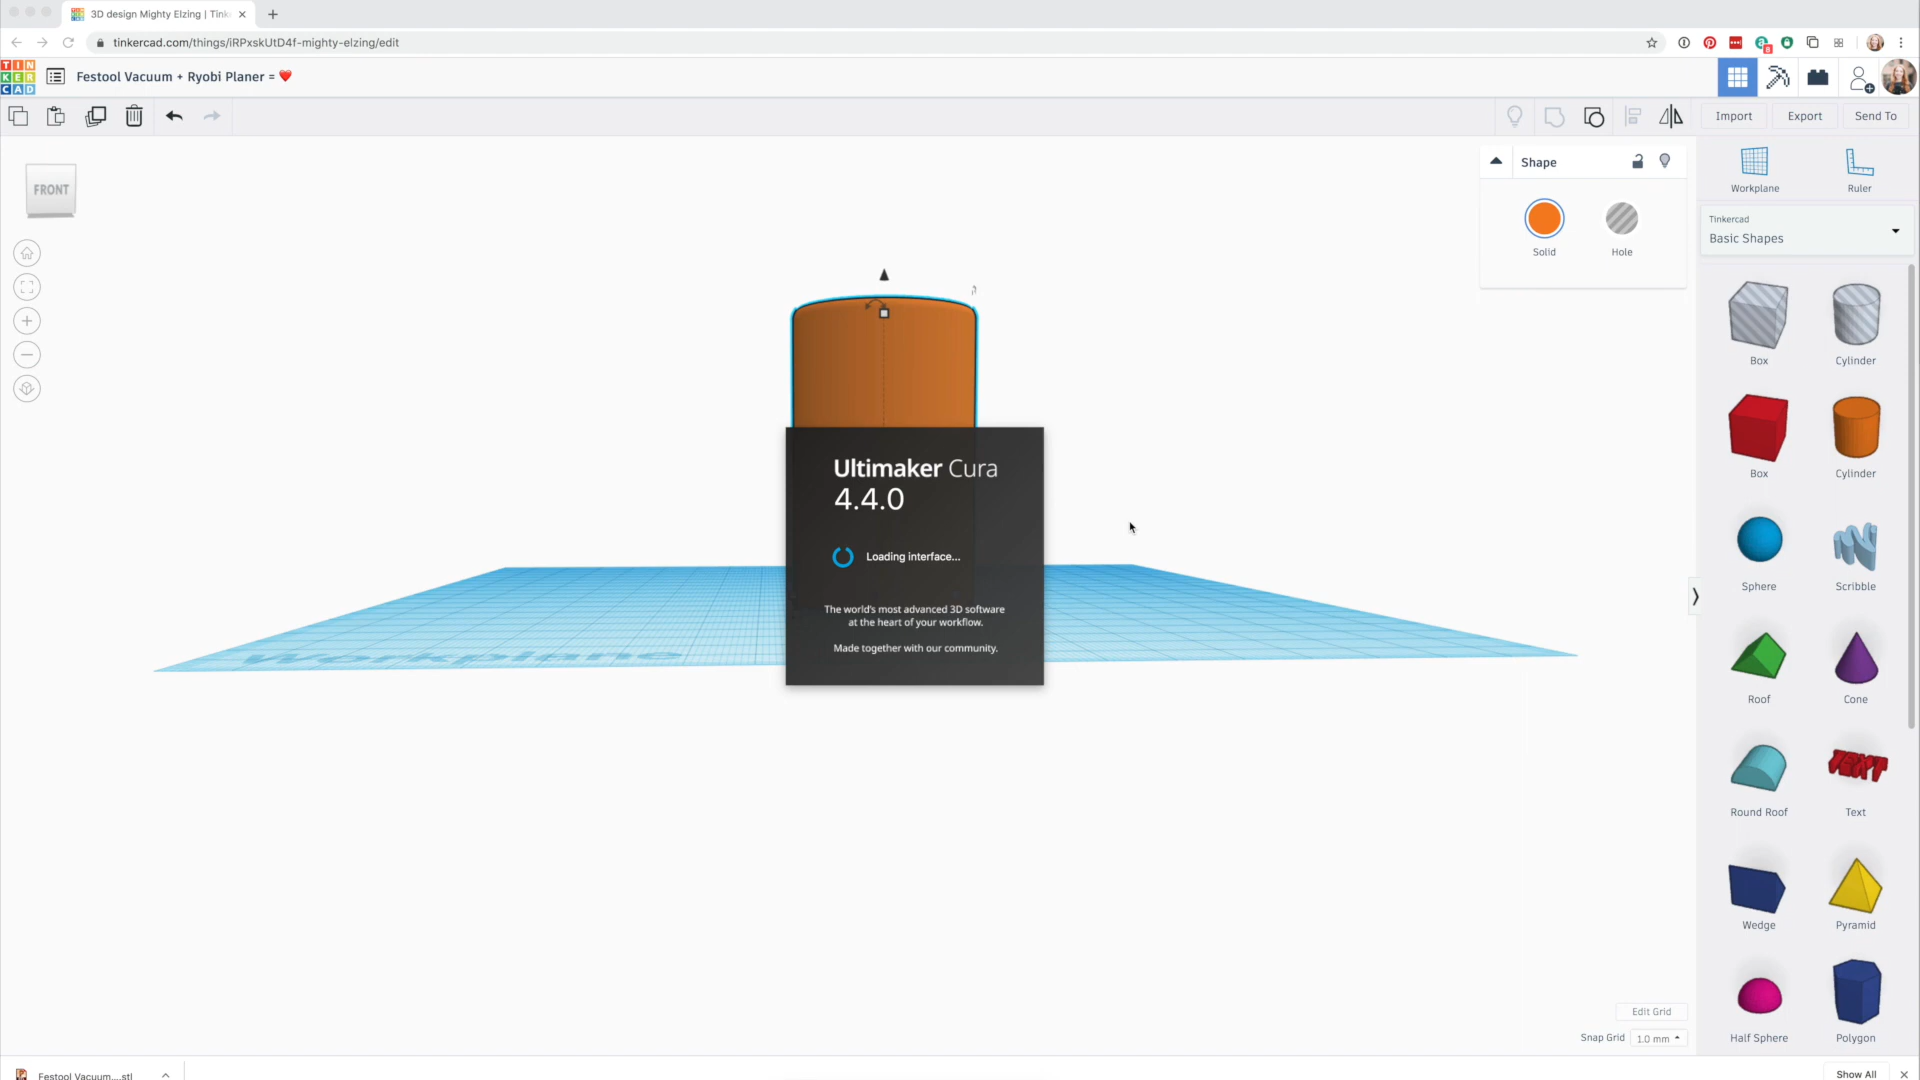 3D design Mighty Elzing | Tink
tinkercad.com/things/iRPxskUtD4f-mighty-elzing/edit
8
TIN
KER
CAD
Festool Vacuum + Ryobi Planer = ❤️
Import
Export
Send To
FRONT
Shape
Solid
Hole
Workplane
Ruler
Tinkercad
Basic Shapes
Box
Cylinder
Box
Cylinder
Sphere
Scribble
Roof
Cone
Round Roof
TEXT
Text
Wedge
Pyramid
Half Sphere
Polygon
Ultimaker Cura
4.4.0
Loading interface...
The world's most advanced 3D software
at the heart of your workflow.
Made together with our community.
Workplane
Edit Grid
Snap Grid
1.0 mm
Festool Vacuum....stl
Show All